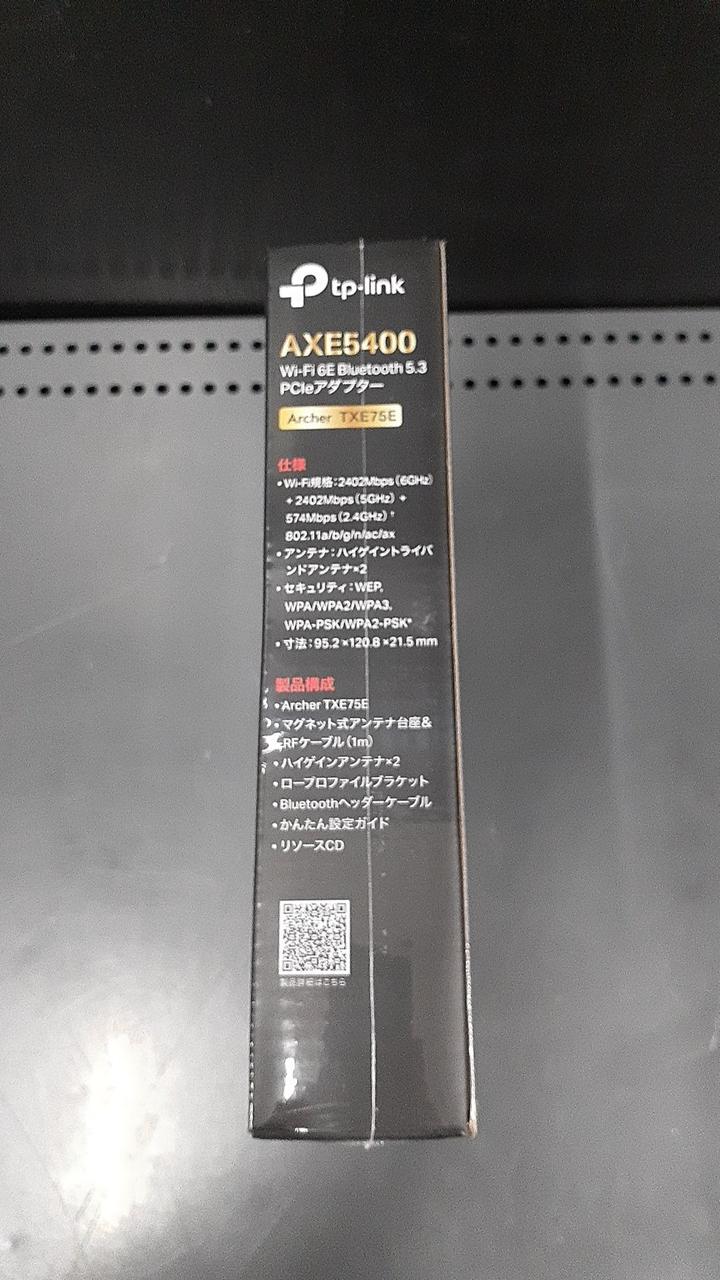 tp-link
AXE5400
Wi-Fi 6E Bluetooth 5.3
PCIeアダプター
Archer TXE75E
仕様
・Wi-Fi規格：2402Mbps（6GHz）
+ 2402Mbps（5GHz）+
574Mbps（2.4GHz）†
802.11a/b/g/n/ac/ax
・アンテナ：ハイゲイントライバ
ンドアンテナ×2
・セキュリティ：WEP,
WPA/WPA2/WPA3,
WPA-PSK/WPA2-PSK*
・寸法：95.2×120.8×21.5 mm
製品構成
・Archer TXE75E
・マグネット式アンテナ台座&
RFケーブル（1m）
・ハイゲインアンテナ×2
・ロープロファイルブラケット
・Bluetoothヘッダーケーブル
・かんたん設定ガイド
・リソースCD
製品詳細はこちら